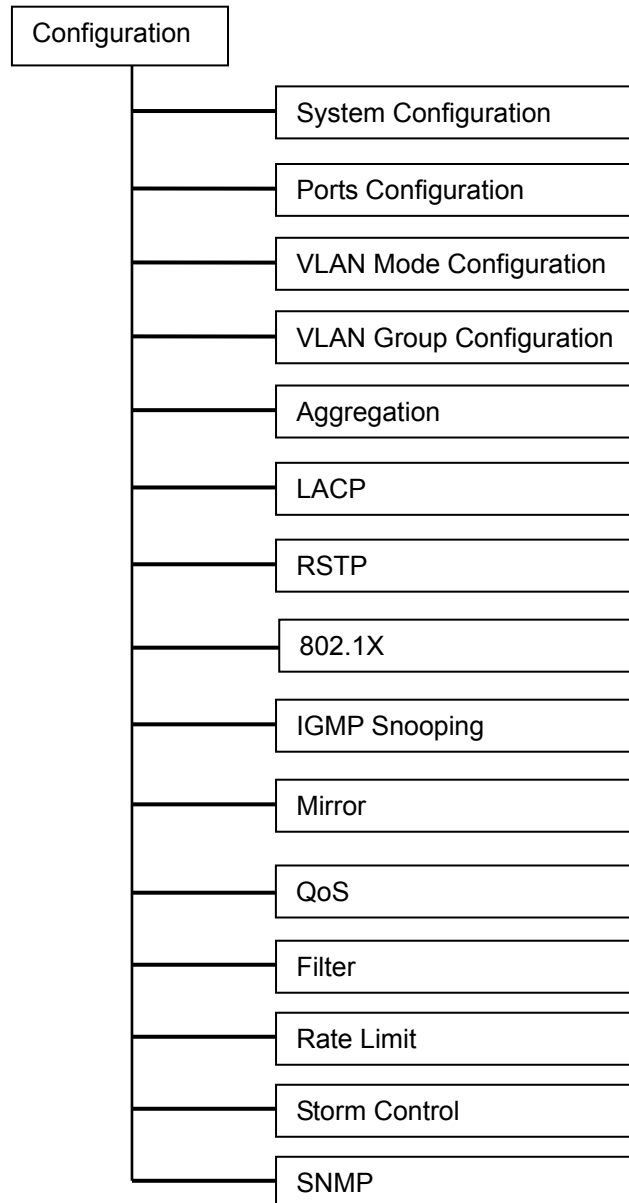 Configuration
System Configuration
Ports Configuration
VLAN Mode Configuration
VLAN Group Configuration
Aggregation
LACP
RSTP
802.1X
IGMP Snooping
Mirror
QoS
Filter
Rate Limit
Storm Control
SNMP